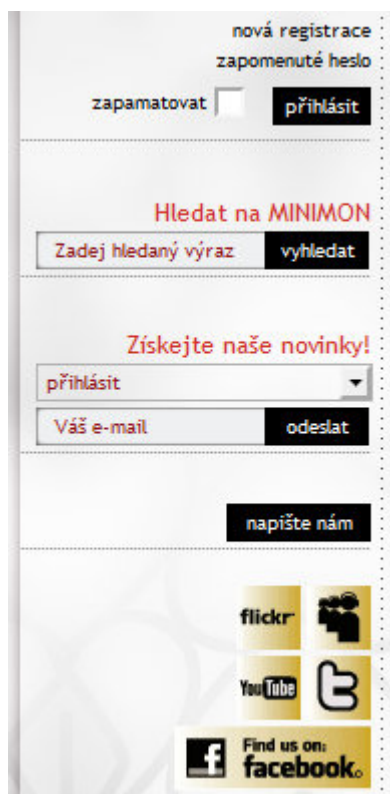 nová registrace
zapomenuté heslo
zapamatovat přihlásit
Hledat na MINIMON
Zadej hledaný výraz vyhledat
Získejte naše novinky!
přihlásit
Váš e-mail odeslat
napište nám
flickr
YouTube
Find us on:
facebook